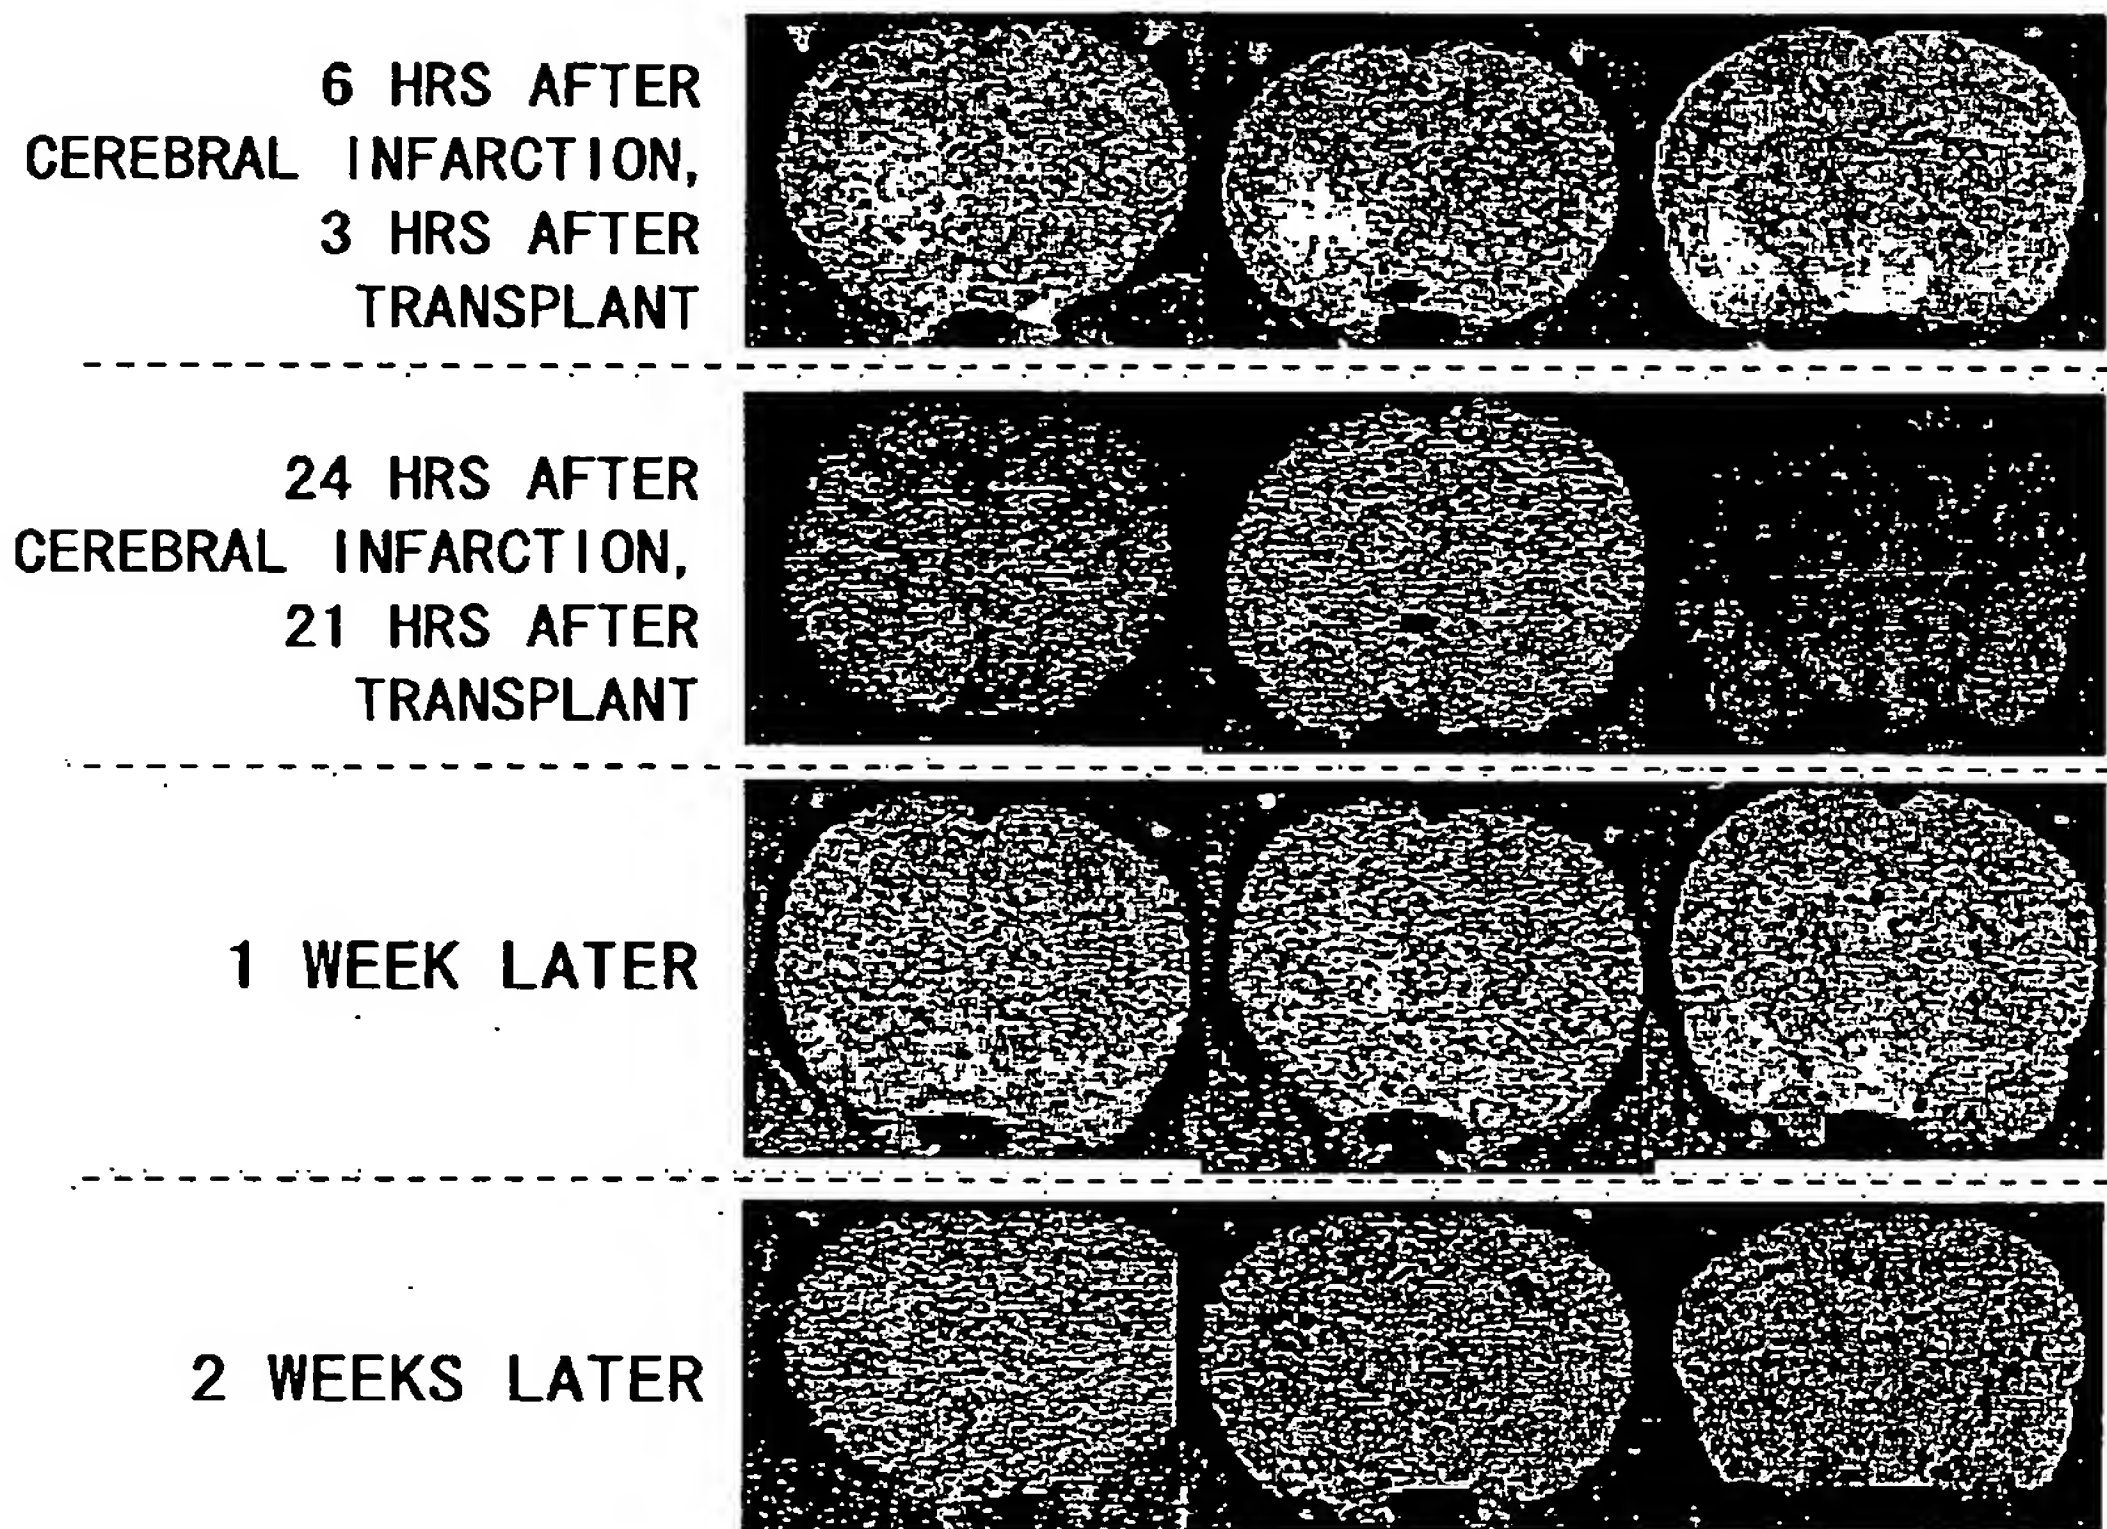 6 HRS AFTER
CEREBRAL INFARCTION,
3 HRS AFTER
TRANSPLANT
24 HRS AFTER
CEREBRAL INFARCTION,
21 HRS AFTER
TRANSPLANT
1 WEEK LATER
2 WEEKS LATER